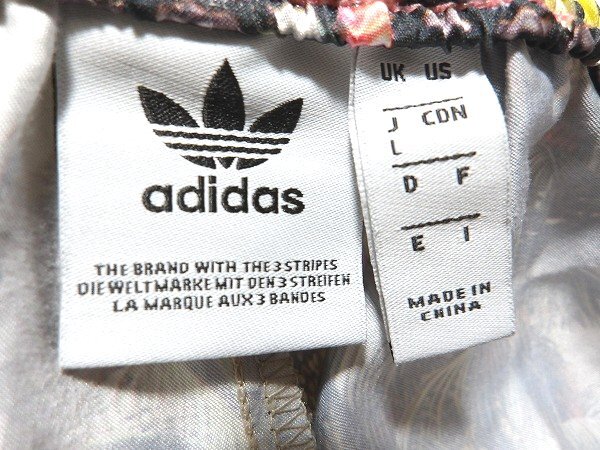 adidas
THE BRAND WITH THE 3 STRIPES
DIE WELTMARKE MIT DEN 3 STREIFEN
LA MARQUE AUX 3 BANDES
UK US
J CDN
L
D F
E I
MADE IN
CHINA